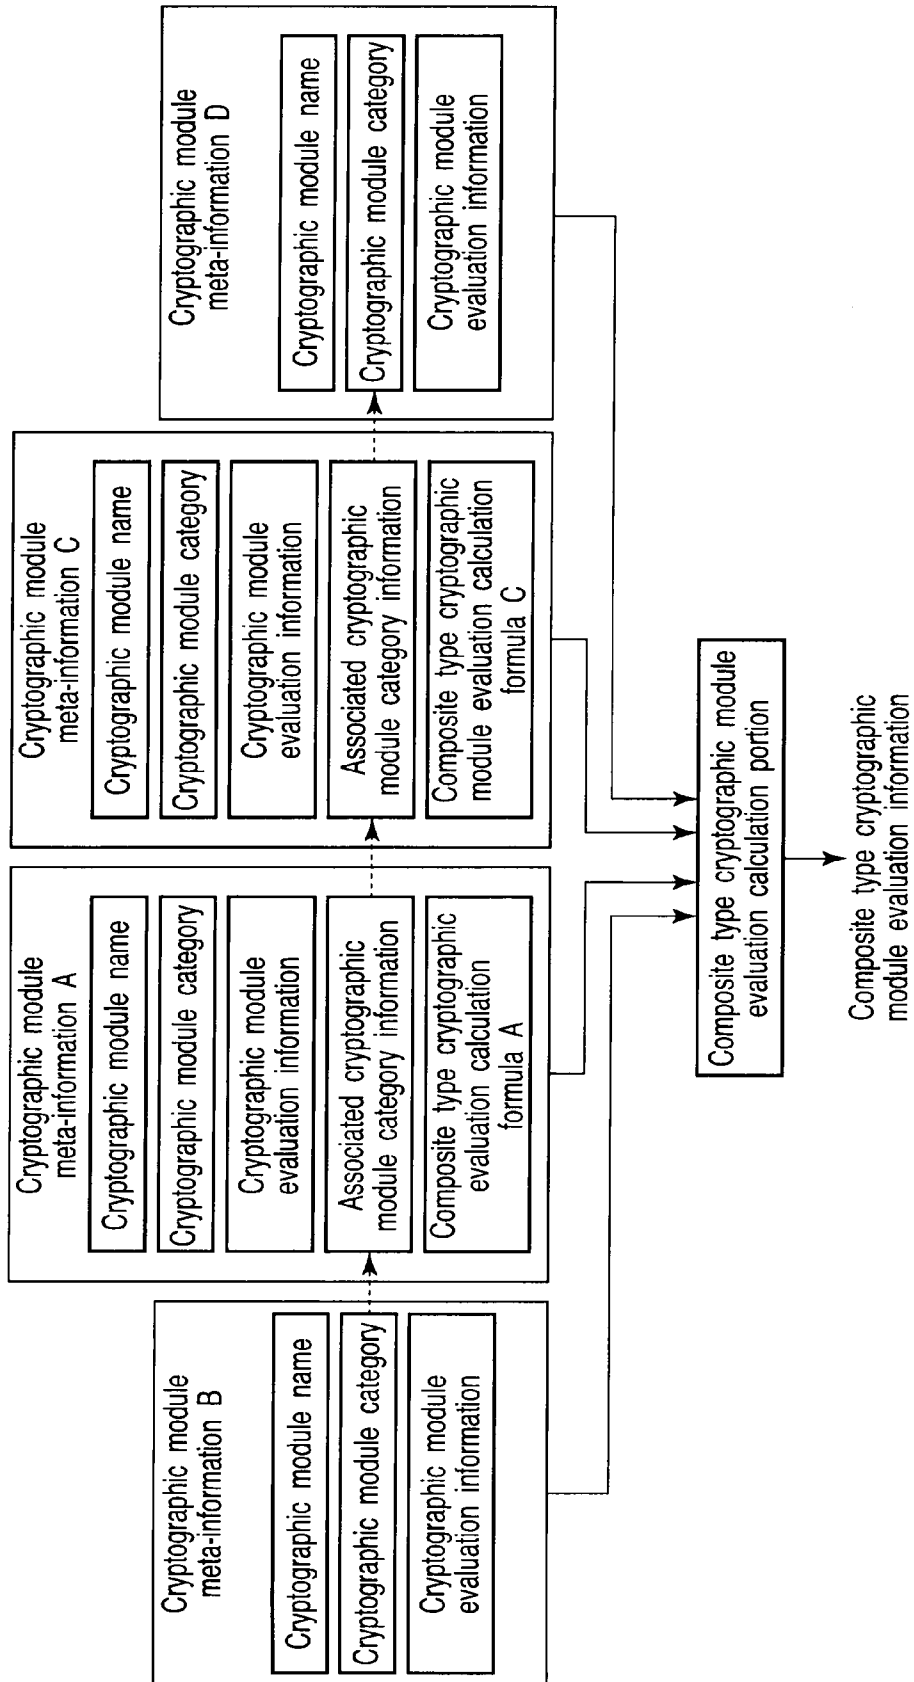 Cryptographic module
meta-information B
Cryptographic module name
Cryptographic module category
Cryptographic module
evaluation information
Cryptographic module
meta-information A
Cryptographic module name
Cryptographic module category
Cryptographic module
evaluation information
Associated cryptographic
module category information
Composite type cryptographic
evaluation calculation
formula A
Cryptographic module
meta-information C
Cryptographic module name
Cryptographic module category
Cryptographic module
evaluation information
Associated cryptographic
module category information
Composite type cryptographic
module evaluation calculation
formula C
Cryptographic module
meta-information D
Cryptographic module name
Cryptographic module category
Cryptographic module
evaluation information
Composite type cryptographic module
evaluation calculation portion
Composite type cryptographic
module evaluation information